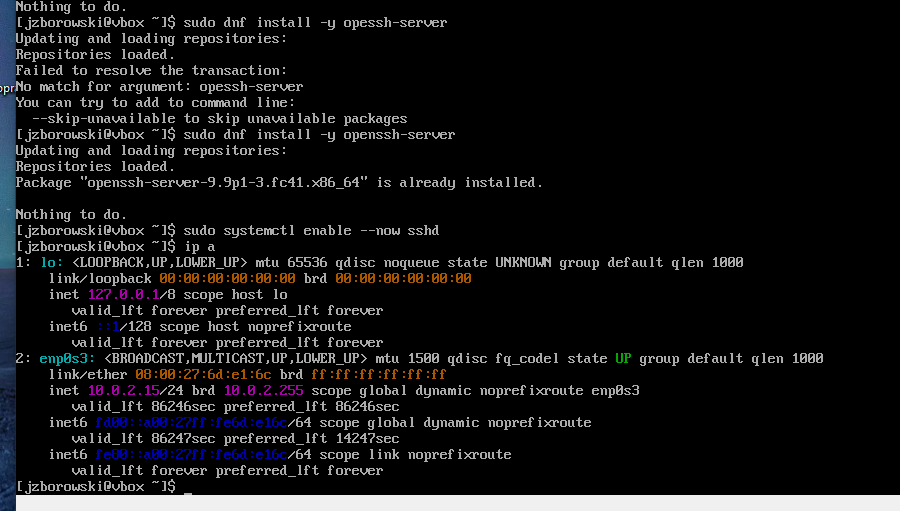 Nothing to do.
[jzborowski@vbox ~]$ sudo dnf install -y opessh-server
Updating and loading repositories:
Repositories loaded.
Failed to resolve the transaction:
No match for argument: opessh-server
You can try to add to command line:
  --skip-unavailable to skip unavailable packages
[jzborowski@vbox ~]$ sudo dnf install -y openssh-server
Updating and loading repositories:
Repositories loaded.
Package "openssh-server-9.9p1-3.fc41.x86_64" is already installed.

Nothing to do.
[jzborowski@vbox ~]$ sudo systemctl enable --now sshd
[jzborowski@vbox ~]$ ip a
1: lo: <LOOPBACK,UP,LOWER_UP> mtu 65536 qdisc noqueue state UNKNOWN group default qlen 1000
    link/loopback 00:00:00:00:00:00 brd 00:00:00:00:00:00
    inet 127.0.0.1/8 scope host lo
       valid_lft forever preferred_lft forever
    inet6 ::1/128 scope host noprefixroute
       valid_lft forever preferred_lft forever
2: enp0s3: <BROADCAST,MULTICAST,UP,LOWER_UP> mtu 1500 qdisc fq_codel state UP group default qlen 1000
    link/ether 08:00:27:6d:e1:6c brd ff:ff:ff:ff:ff:ff
    inet 10.0.2.15/24 brd 10.0.2.255 scope global dynamic noprefixroute enp0s3
       valid_lft 86246sec preferred_lft 86246sec
    inet6 fd00::a00:27ff:fe6d:e16c/64 scope global dynamic noprefixroute
       valid_lft 86247sec preferred_lft 14247sec
    inet6 fe80::a00:27ff:fe6d:e16c/64 scope link noprefixroute
       valid_lft forever preferred_lft forever
[jzborowski@vbox ~]$ _